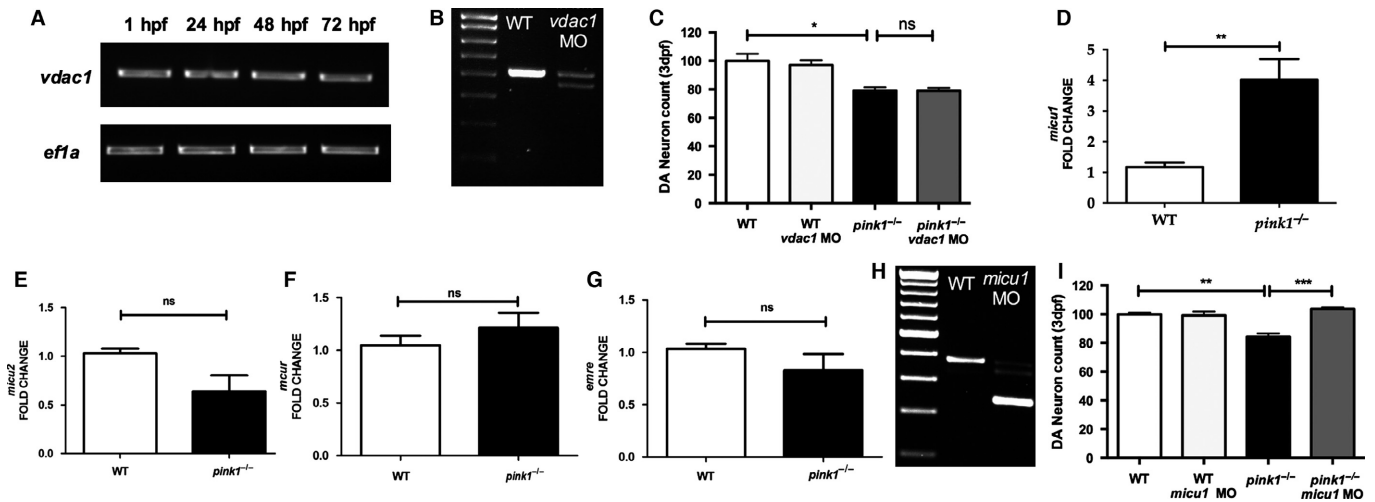 A
1 hpf 24 hpf 48 hpf 72 hpf
vdac1
ef1a
B
WT
vdac1
MO
C
DA Neuron count (3dpf)
120
100
80
60
40
20
0
*
ns
WT
WT
vdac1 MO
pink1−/−
pink1−/−
vdac1 MO
D
micu1
FOLD CHANGE
5
4
3
2
1
0
**
WT
pink1−/−
E
micu2
FOLD CHANGE
1.5
1.0
0.5
0.0
ns
WT
pink1−/−
F
mcur
FOLD CHANGE
1.5
1.0
0.5
0.0
ns
WT
pink1−/−
G
emre
FOLD CHANGE
1.5
1.0
0.5
0.0
ns
WT
pink1−/−
H
WT
micu1
MO
I
DA Neuron count (3dpf)
120
100
80
60
40
20
0
**
***
WT
WT
micu1 MO
pink1−/−
pink1−/−
micu1 MO